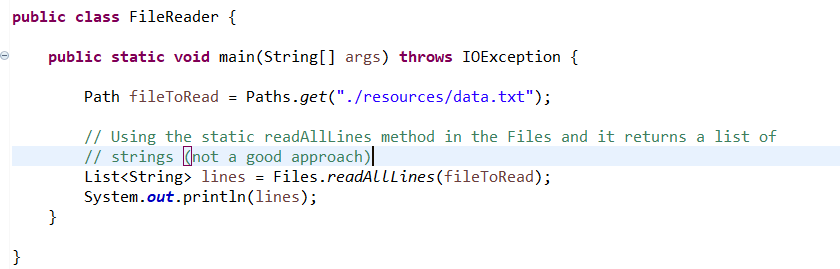 public class FileReader {
public static void main(String[] args) throws IOException {
Path fileToRead = Paths.get("./resources/data.txt");
// Using the static readAllLines method in the Files and it returns a list of
// strings (not a good approach)
List<String> lines = Files.readAllLines(fileToRead);
System.out.println(lines);
}
}